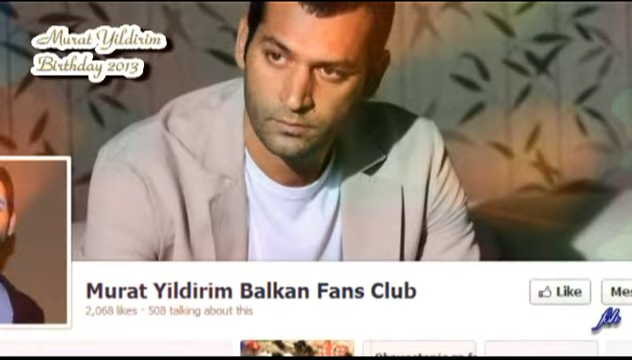 Murat Yildirim
Birthday 2013
Murat Yildirim Balkan Fans Club
2,068 likes · 508 talking about this
Like